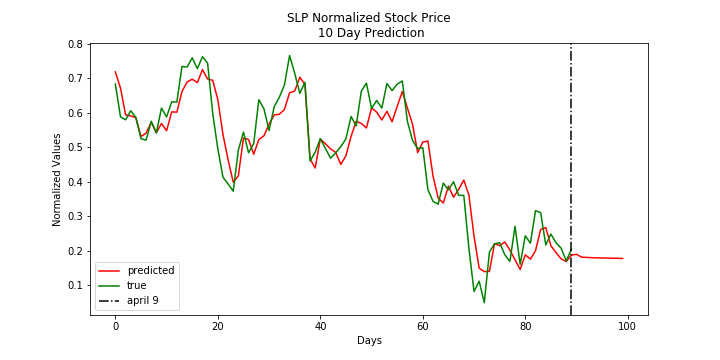 SLP Normalized Stock Price
10 Day Prediction
Normalized Values
0.8
0.7
0.6
0.5
0.4
0.3
0.2
0.1
predicted
true
april 9
0 20 40 60 80 100
Days